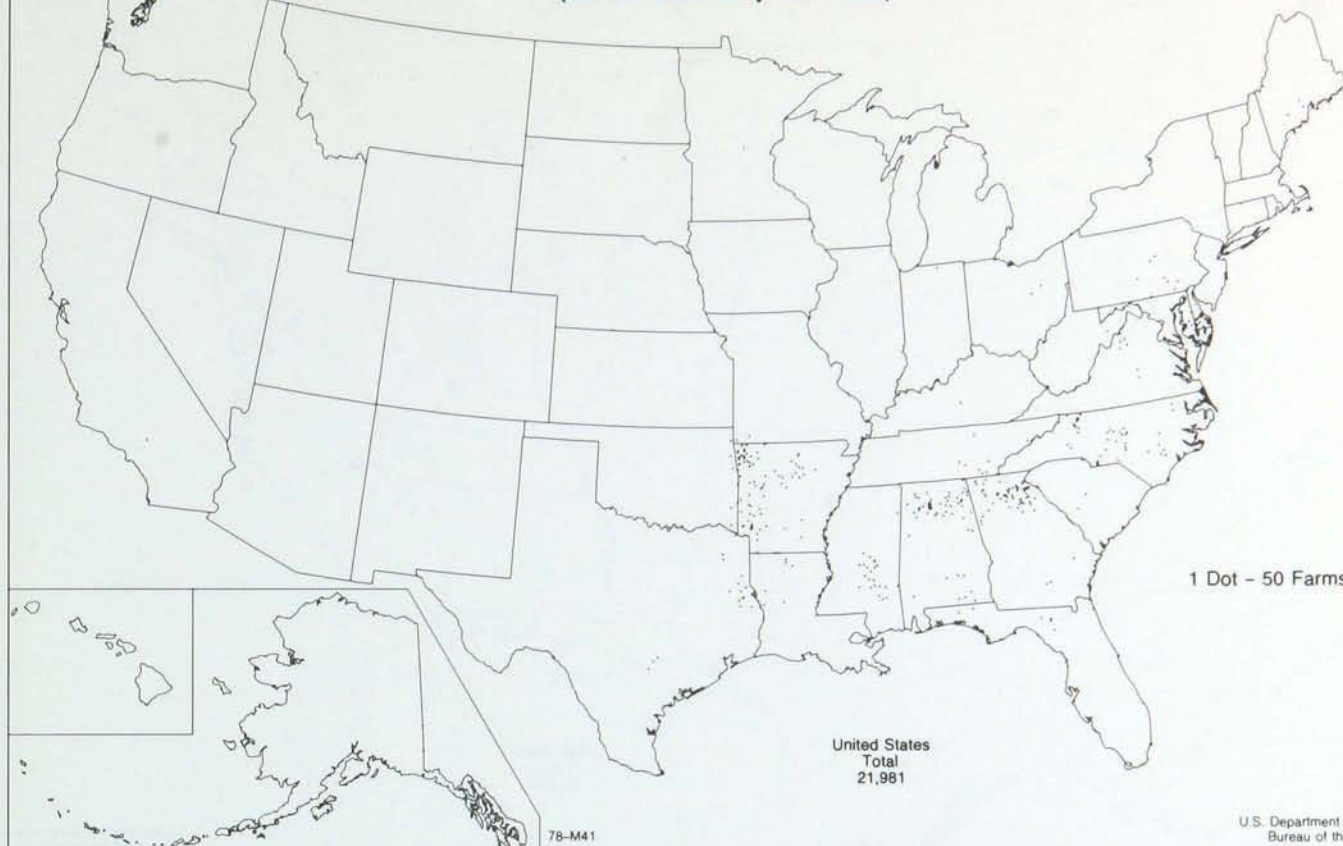 1 Dot - 50 Farms
United States
Total
21,981
78-M41
U.S. Department
Bureau of th